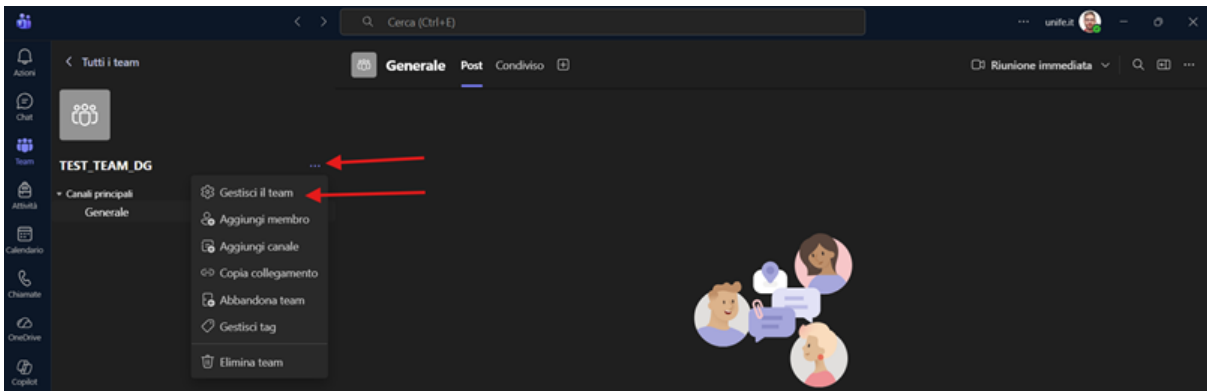 Cerca (Ctrl+E)
unife.it
Azioni
Chat
Team
Attività
Calendario
Chiamate
OneDrive
Copilot
Tutti i team
TEST_TEAM_DG
Canali principali
Generale
Gestisci il team
Aggiungi membro
Aggiungi canale
Copia collegamento
Abbandona team
Gestisci tag
Elimina team
Generale Post Condiviso
Riunione immediata